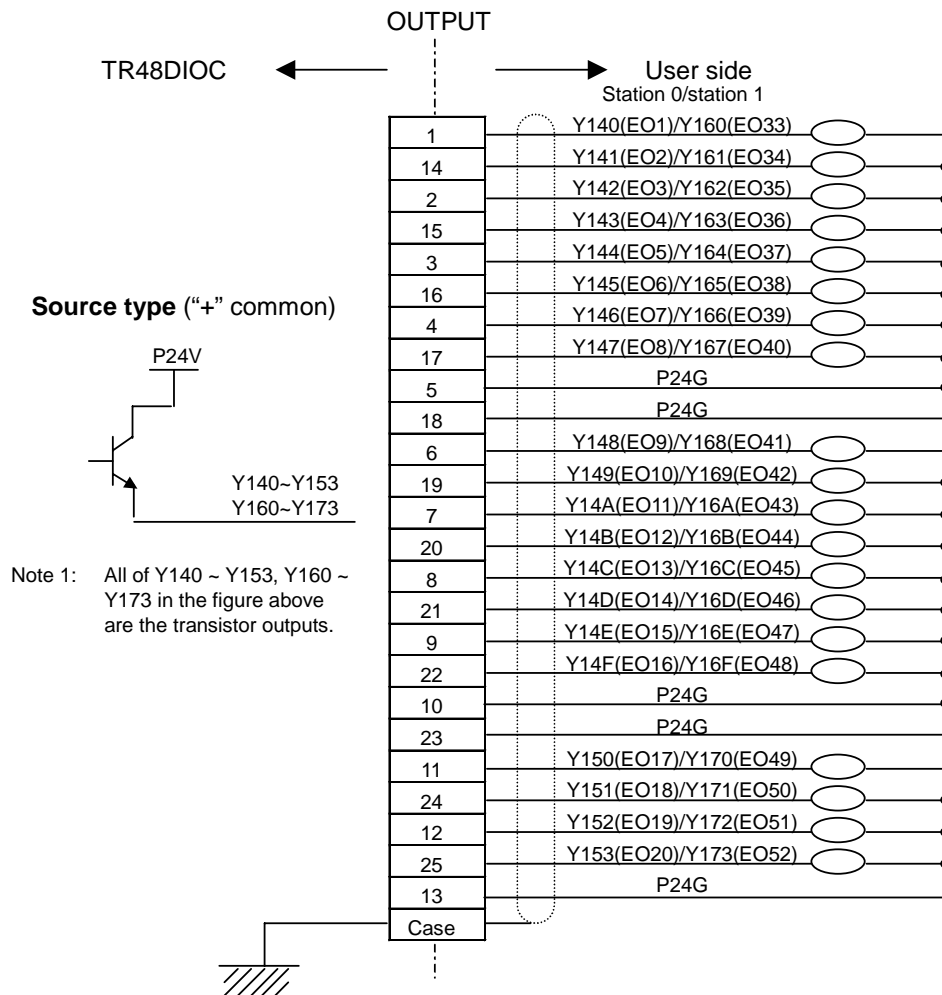 OUTPUT
TR48DIOC
User side
Station 0/station 1
1 Y140(EO1)/Y160(EO33)
14 Y141(EO2)/Y161(EO34)
2 Y142(EO3)/Y162(EO35)
15 Y143(EO4)/Y163(EO36)
3 Y144(EO5)/Y164(EO37)
16 Y145(EO6)/Y165(EO38)
4 Y146(EO7)/Y166(EO39)
17 Y147(EO8)/Y167(EO40)
5 P24G
18 P24G
6 Y148(EO9)/Y168(EO41)
19 Y149(EO10)/Y169(EO42)
7 Y14A(EO11)/Y16A(EO43)
20 Y14B(EO12)/Y16B(EO44)
8 Y14C(EO13)/Y16C(EO45)
21 Y14D(EO14)/Y16D(EO46)
9 Y14E(EO15)/Y16E(EO47)
22 Y14F(EO16)/Y16F(EO48)
10 P24G
23 P24G
11 Y150(EO17)/Y170(EO49)
24 Y151(EO18)/Y171(EO50)
12 Y152(EO19)/Y172(EO51)
25 Y153(EO20)/Y173(EO52)
13 P24G
Case
Source type (“+” common)
P24V
Y140~Y153
Y160~Y173
Note 1: All of Y140 ~ Y153, Y160 ~
Y173 in the figure above
are the transistor outputs.